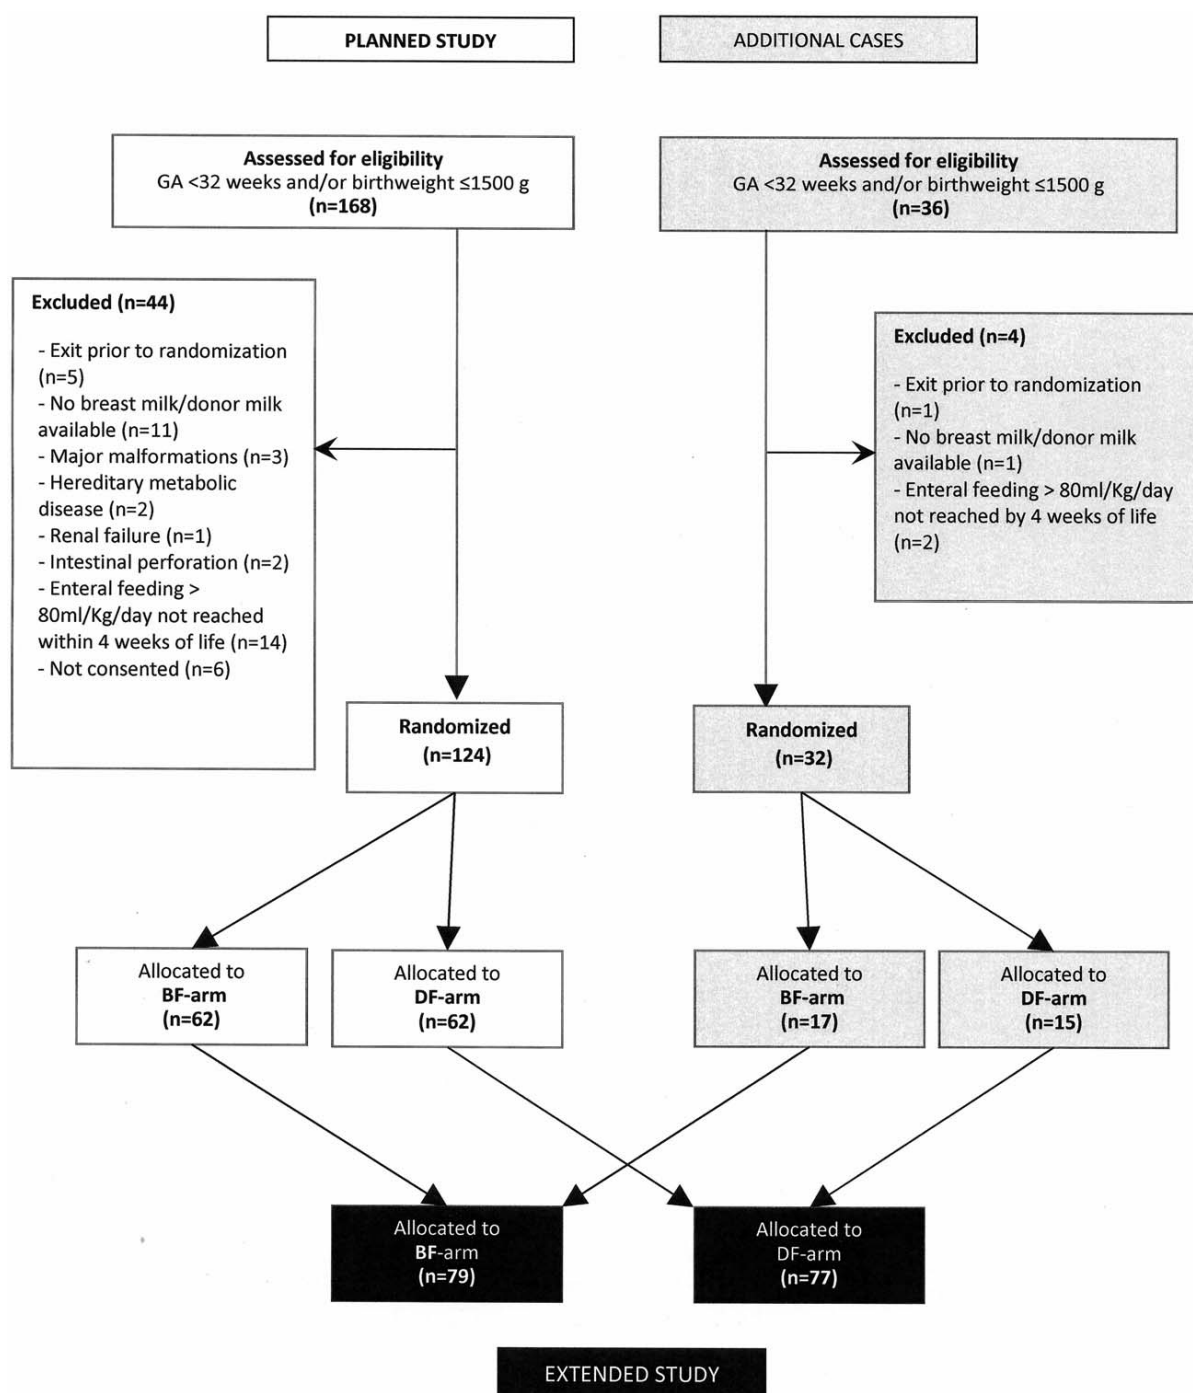 PLANNED STUDY
ADDITIONAL CASES
Assessed for eligibility
GA <32 weeks and/or birthweight ≤1500 g
(n=168)
Assessed for eligibility
GA <32 weeks and/or birthweight ≤1500 g
(n=36)
Excluded (n=44)
- Exit prior to randomization
(n=5)
- No breast milk/donor milk
available (n=11)
- Major malformations (n=3)
- Hereditary metabolic
disease (n=2)
- Renal failure (n=1)
- Intestinal perforation (n=2)
- Enteral feeding >
80ml/Kg/day not reached
within 4 weeks of life (n=14)
- Not consented (n=6)
Excluded (n=4)
- Exit prior to randomization
(n=1)
- No breast milk/donor milk
available (n=1)
- Enteral feeding > 80ml/Kg/day
not reached by 4 weeks of life
(n=2)
Randomized
(n=124)
Randomized
(n=32)
Allocated to
BF-arm
(n=62)
Allocated to
DF-arm
(n=62)
Allocated to
BF-arm
(n=17)
Allocated to
DF-arm
(n=15)
Allocated to
BF-arm
(n=79)
Allocated to
DF-arm
(n=77)
EXTENDED STUDY